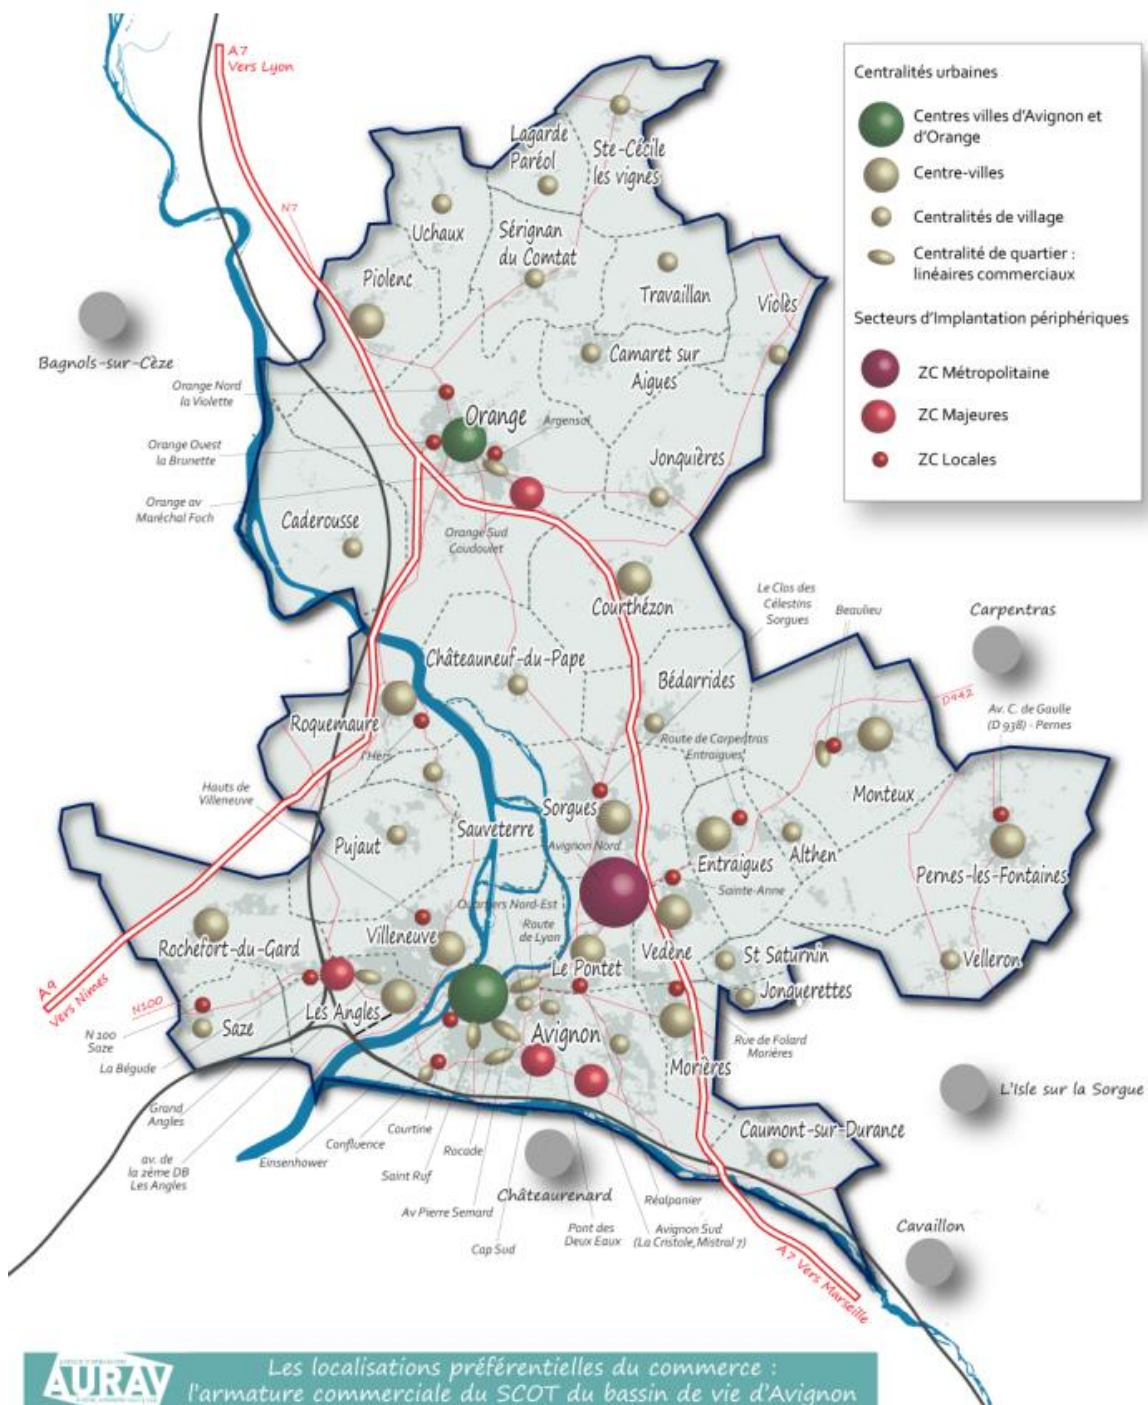 A7
Vers Lyon
N7
Lagarde
Paréol
Ste-Cécile
les vignes
Uchaux
Sérignan
du Comtat
Piolenc
Travaillan
Violès
Bagnols-sur-Cèze
Camaret sur
Aigues
Orange Nord
la Violette
Orange
Argensol
Orange Ouest
la Brunette
Jonquières
Orange av
Maréchal Foch
Caderousse
Orange Sud
Coudoulet
Courthézon
Le Clos des
Célestins
Sorgues
Beaulieu
Carpentras
Châteauneuf-du-Pape
Bédarrides
D942
Av. C. de Gaulle
(D 938) - Pernes
Roquemaure
l'Hers
Route de Carpentras
Entraigues
Hauts de
Villeneuve
Sorgues
Monteux
Pujaut
Sauveterre
Avignon Nord
Entraigues
Althen
Pernes-les-Fontaines
Sainte-Anne
Quartiers Nord-Est
Route
de Lyon
Rochefort-du-Gard
Villeneuve
Le Pontet
Vedène
St Saturnin
Velleron
Jonquerettes
A9
Vers Nîmes
N100
Les Angles
Saze
N 100
Saze
La Bégude
Avignon
Rue de Folard
Morières
Morières
L'Isle sur la Sorgue
Grand
Angles
Caumont-sur-Durance
Courtine
Confluence
Rocade
Einsenhower
Saint Ruf
av. de
la 2ème DB
Les Angles
Châteaurenard
Réalpanier
Av Pierre Semard
Cavaillon
Cap Sud
Pont des
Deux Eaux
Avignon Sud
(La Cristole, Mistral 7)
A7 Vers Marseille
Centralités urbaines
Centres villes d'Avignon et
d'Orange
Centre-villes
Centralités de village
Centralité de quartier :
linéaires commerciaux
Secteurs d'Implantation périphériques
ZC Métropolitaine
ZC Majeures
ZC Locales
AURAV
Les localisations préférentielles du commerce :
l'armature commerciale du SCOT du bassin de vie d'Avignon